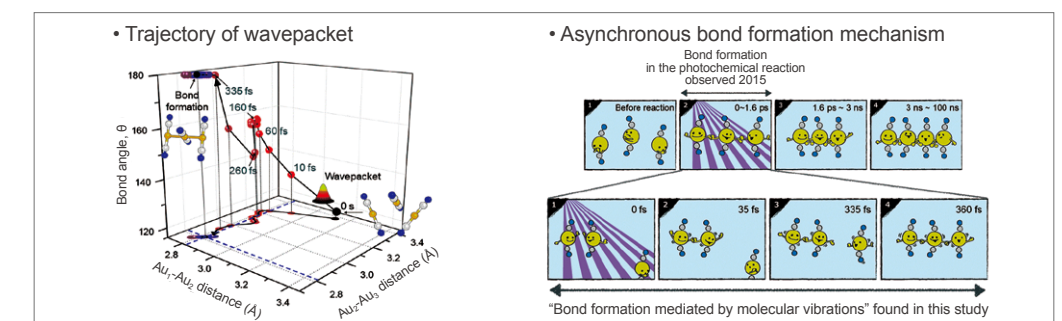 • Trajectory of wavepacket
180
160
140
120
Bond angle, θ
Bond
formation
335 fs
160 fs
60 fs
260 fs
10 fs
Wavepacket
0 s
2.8
3.0
3.2
3.4
Au₁-Au₂ distance (Å)
2.8
3.0
3.2
3.4
Au₂-Au₃ distance (Å)
• Asynchronous bond formation mechanism
Bond formation
in the photochemical reaction
observed 2015
1 Before reaction
2 0~1.6 ps
3 1.6 ps ~ 3 ns
4 3 ns ~ 100 ns
1 0 fs
2 35 fs
3 335 fs
4 360 fs
“Bond formation mediated by molecular vibrations” found in this study